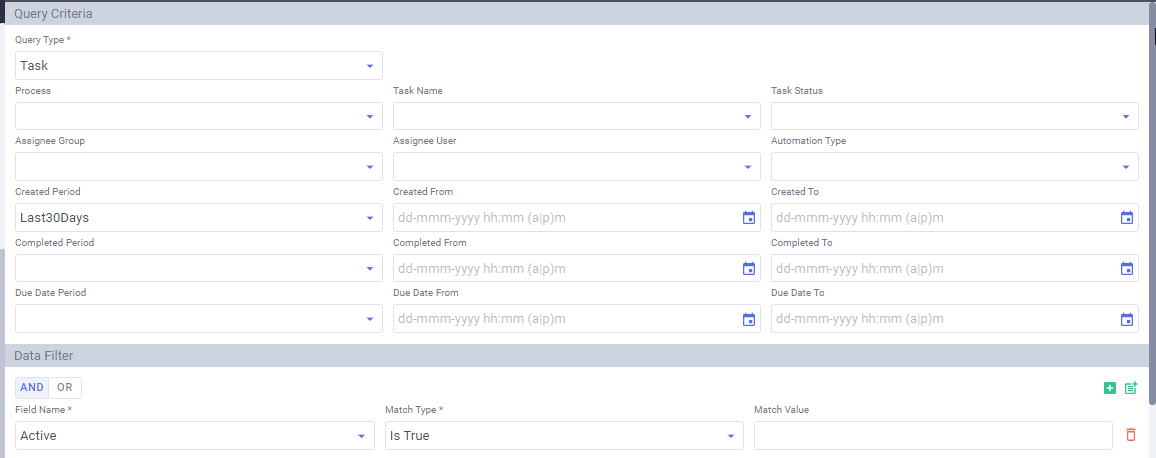 Query Criteria
Query Type *
Task
Process Task Name Task Status
Assignee Group Assignee User Automation Type
Created Period Created From Created To
Last30Days dd-mmm-yyyy hh:mm (a|p)m dd-mmm-yyyy hh:mm (a|p)m
Completed Period Completed From Completed To
dd-mmm-yyyy hh:mm (a|p)m dd-mmm-yyyy hh:mm (a|p)m
Due Date Period Due Date From Due Date To
dd-mmm-yyyy hh:mm (a|p)m dd-mmm-yyyy hh:mm (a|p)m
Data Filter
AND OR
Field Name * Match Type * Match Value
Active Is True